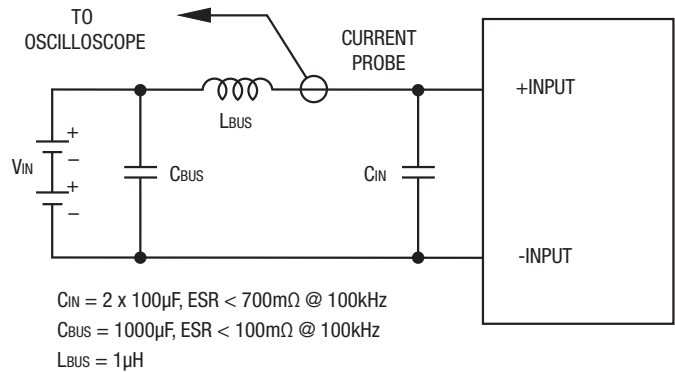 TO
OSCILLOSCOPE
CURRENT
PROBE
+INPUT
LBUS
+
VIN
−
+
−
CBUS
CIN
-INPUT
CIN = 2 x 100µF, ESR < 700mΩ @ 100kHz
CBUS = 1000µF, ESR < 100mΩ @ 100kHz
LBUS = 1µH